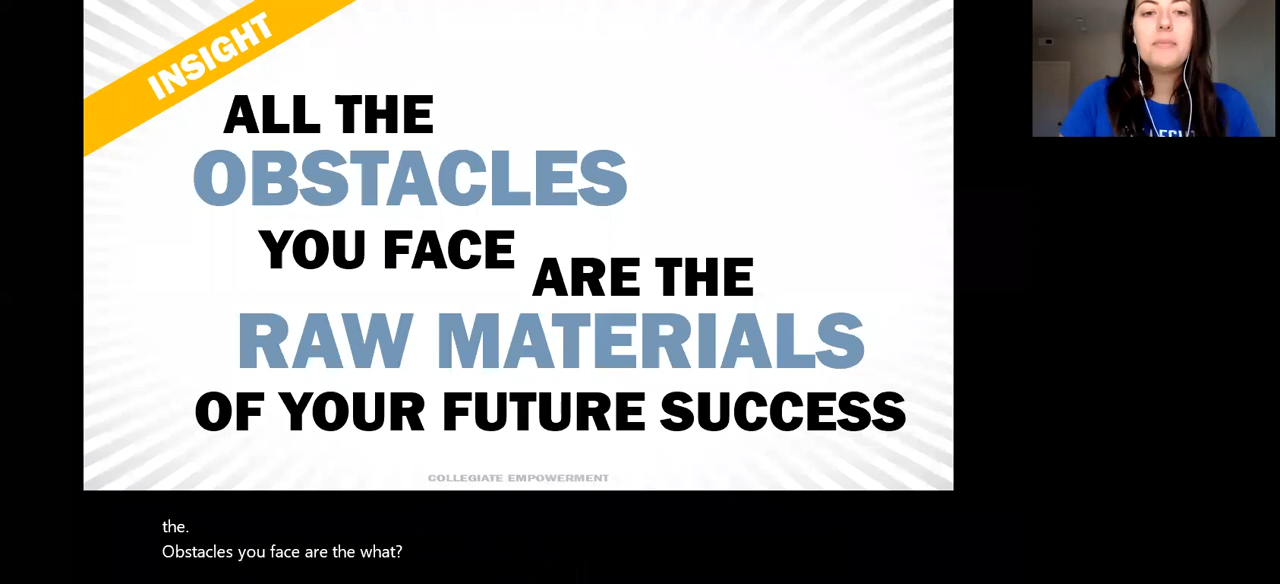 INSIGHT
ALL THE
OBSTACLES
YOU FACE
ARE THE
RAW MATERIALS
OF YOUR FUTURE SUCCESS
COLLEGIATE EMPOWERMENT
the.
Obstacles you face are the what?